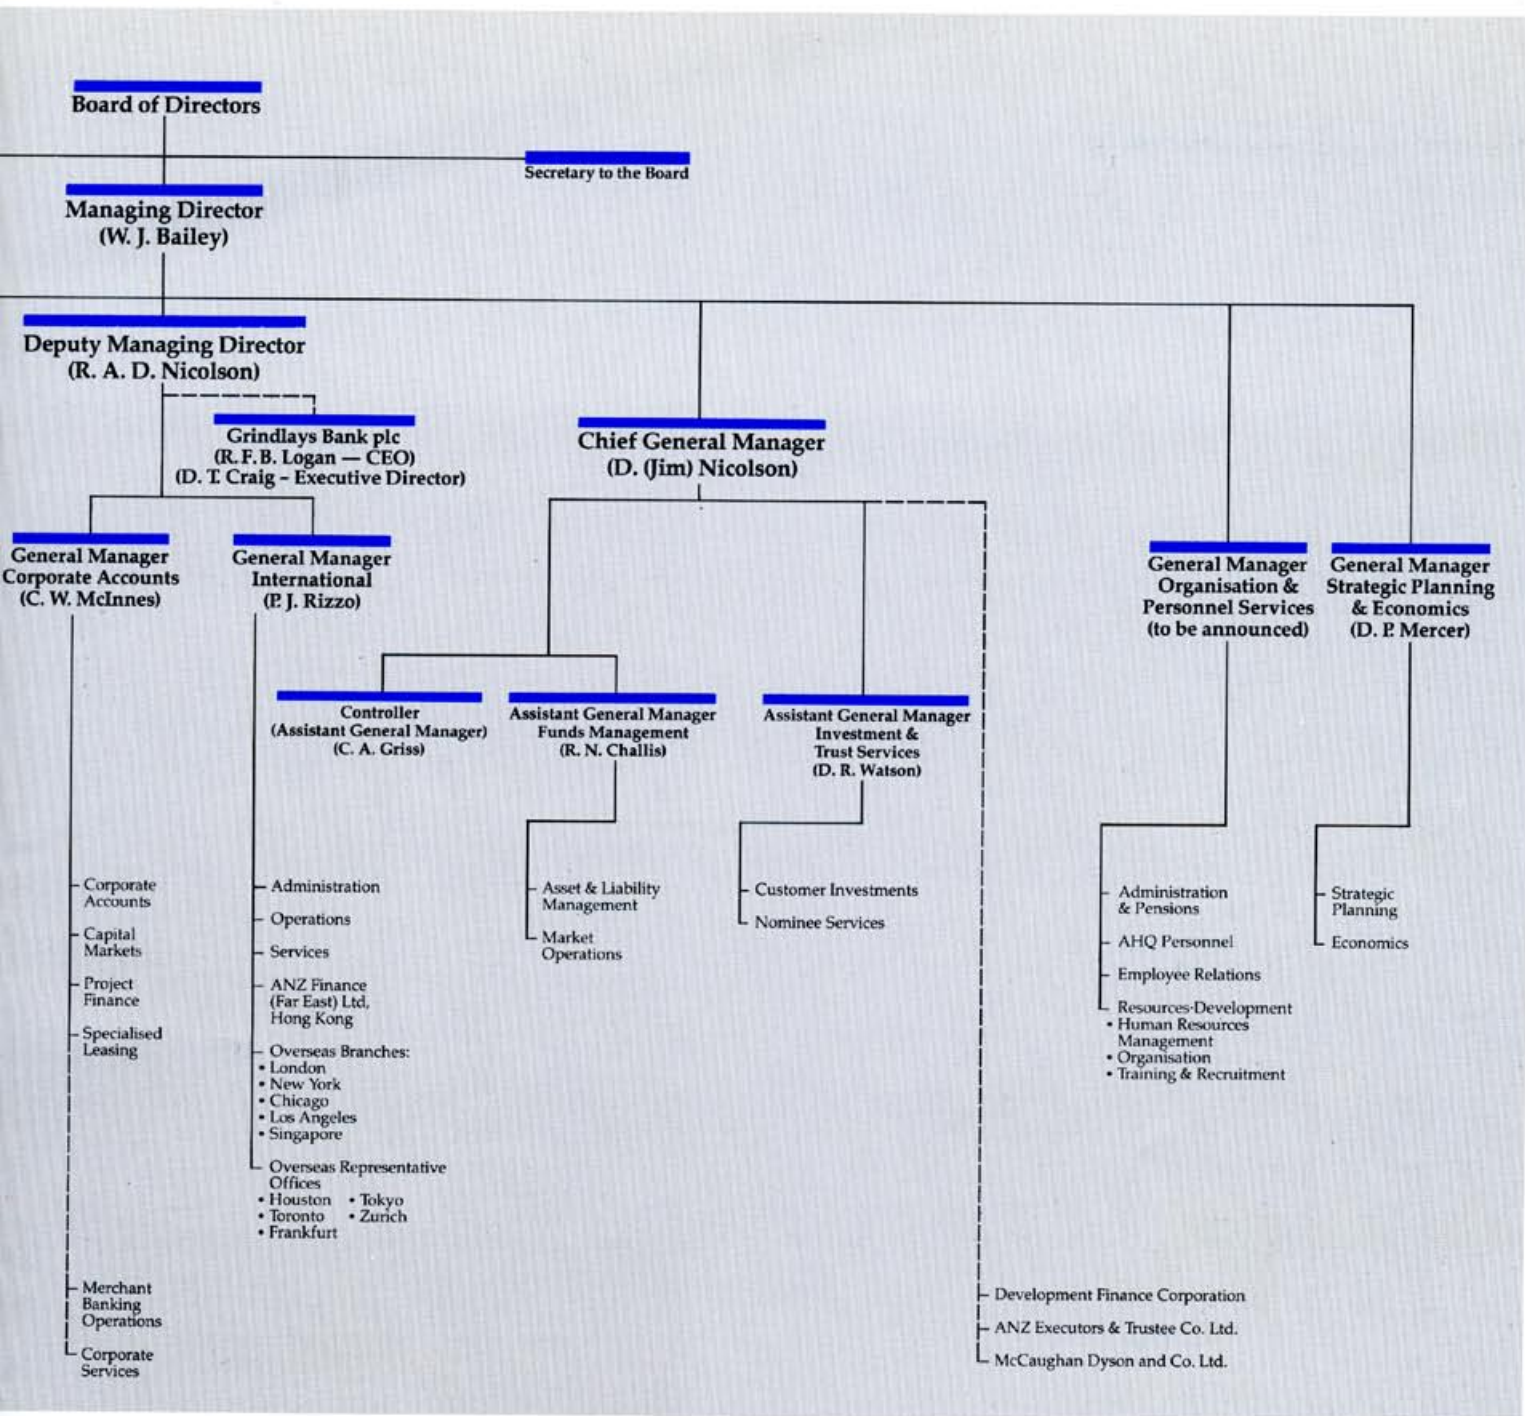 Board of Directors
Secretary to the Board
Managing Director
(W. J. Bailey)
Deputy Managing Director
(R. A. D. Nicolson)
Grindlays Bank plc
(R. F. B. Logan — CEO)
(D. T. Craig – Executive Director)
Chief General Manager
(D. (Jim) Nicolson)
General Manager
Corporate Accounts
(C. W. McInnes)
General Manager
International
(P. J. Rizzo)
General Manager
Organisation &
Personnel Services
(to be announced)
General Manager
Strategic Planning
& Economics
(D. P. Mercer)
Controller
(Assistant General Manager)
(C. A. Griss)
Assistant General Manager
Funds Management
(R. N. Challis)
Assistant General Manager
Investment &
Trust Services
(D. R. Watson)
Corporate
Accounts
Capital
Markets
Project
Finance
Specialised
Leasing
Merchant
Banking
Operations
Corporate
Services
Administration
Operations
Services
ANZ Finance
(Far East) Ltd,
Hong Kong
Overseas Branches:
• London
• New York
• Chicago
• Los Angeles
• Singapore
Overseas Representative
Offices
• Houston • Tokyo
• Toronto • Zurich
• Frankfurt
Asset & Liability
Management
Market
Operations
Customer Investments
Nominee Services
Development Finance Corporation
ANZ Executors & Trustee Co. Ltd.
McCaughan Dyson and Co. Ltd.
Administration
& Pensions
AHQ Personnel
Employee Relations
Resources·Development
• Human Resources
Management
• Organisation
• Training & Recruitment
Strategic
Planning
Economics